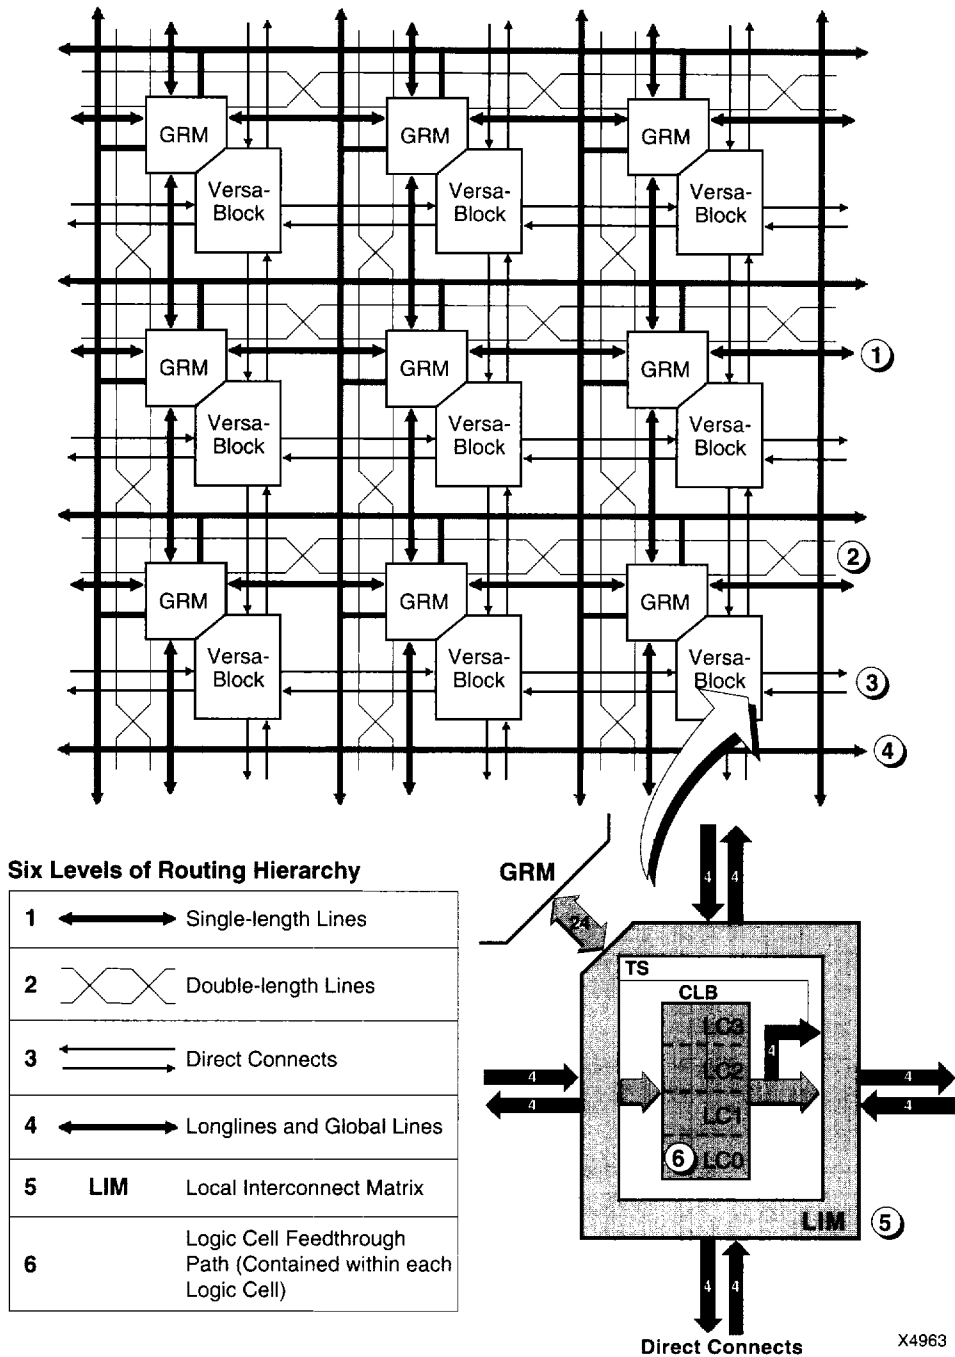 GRM
GRM
GRM
Versa-
Block
Versa-
Block
Versa-
Block
GRM
GRM
GRM
1
Versa-
Block
Versa-
Block
Versa-
Block
2
GRM
GRM
GRM
Versa-
Block
Versa-
Block
Versa-
Block
3
4
Six Levels of Routing Hierarchy
1 Single-length Lines
2 Double-length Lines
3 Direct Connects
4 Longlines and Global Lines
5 LIM Local Interconnect Matrix
6 Logic Cell Feedthrough
Path (Contained within each
Logic Cell)
GRM
24
4 4
TS
CLB
LC3
4
LC2
4 4
4 4
LC1
6 LC0
LIM 5
4 4
Direct Connects
X4963